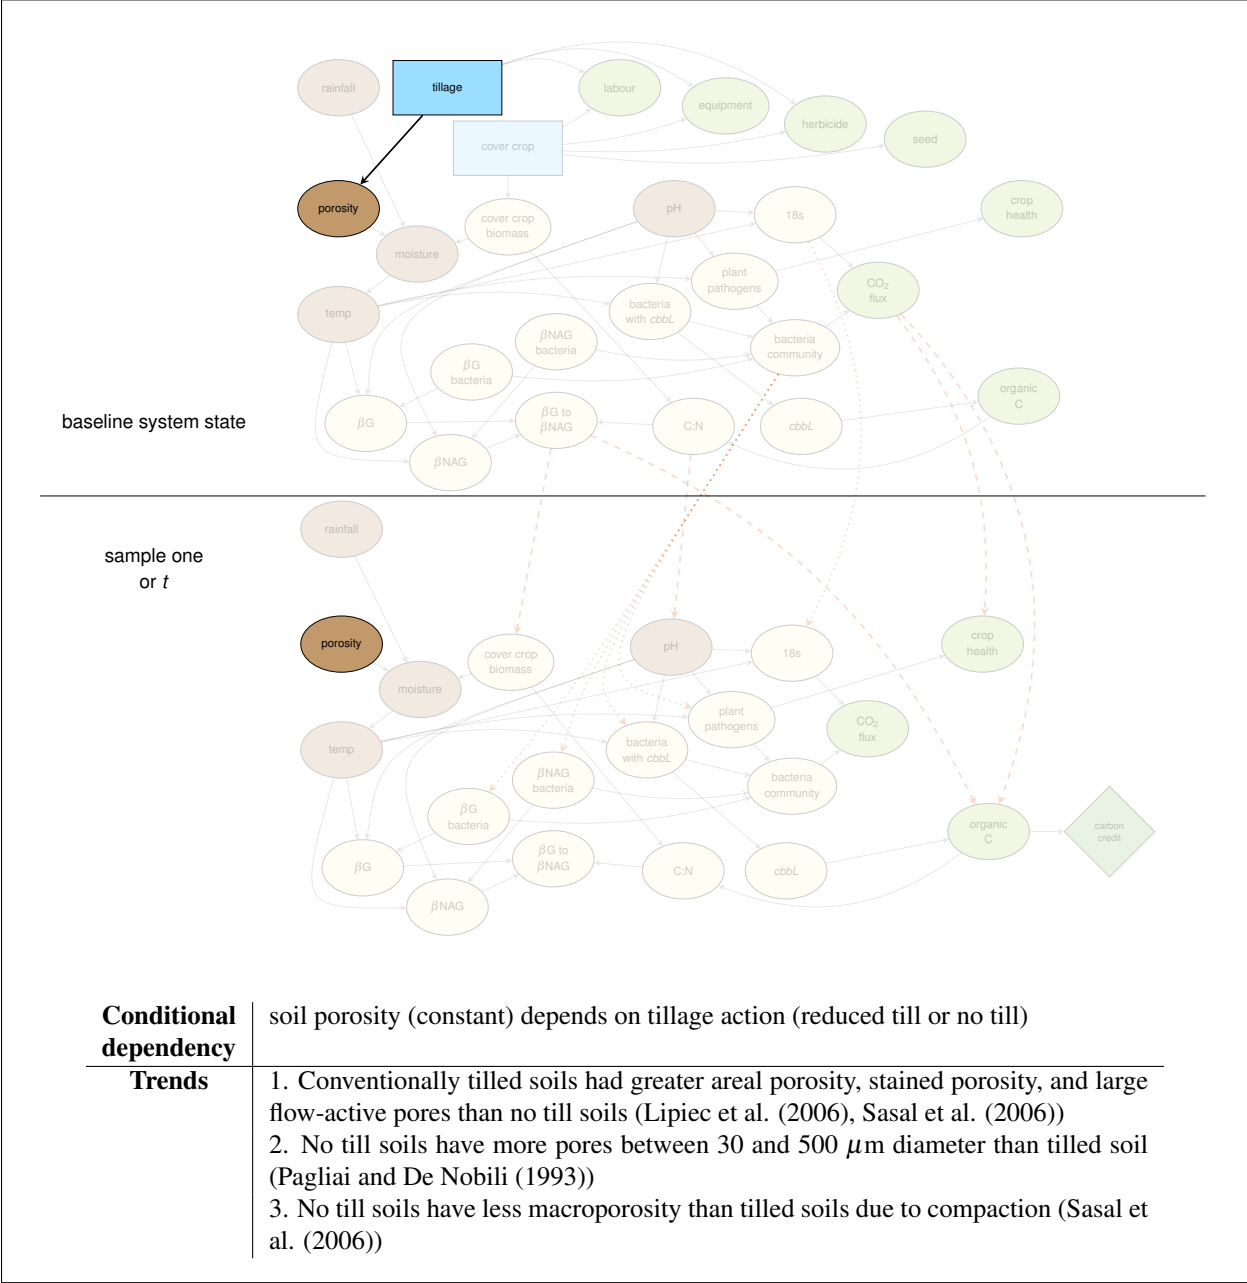 rainfall
tillage
labour
equipment
herbicide
seed
cover crop
porosity
cover crop
biomass
pH
18s
crop
health
moisture
plant
pathogens
CO₂
flux
temp
bacteria
with cbbL
βNAG
bacteria
bacteria
community
βG
bacteria
organic
C
baseline system state
βG
βG to
βNAG
C:N
cbbL
βNAG
rainfall
sample one
or t
porosity
cover crop
biomass
pH
18s
crop
health
moisture
plant
pathogens
CO₂
flux
temp
bacteria
with cbbL
βNAG
bacteria
bacteria
community
βG
bacteria
organic
C
carbon
credit
βG
βG to
βNAG
C:N
cbbL
βNAG
Conditional dependency
soil porosity (constant) depends on tillage action (reduced till or no till)
Trends
1. Conventionally tilled soils had greater areal porosity, stained porosity, and large
flow-active pores than no till soils (Lipiec et al. (2006), Sasal et al. (2006))
2. No till soils have more pores between 30 and 500 μm diameter than tilled soil
(Pagliai and De Nobili (1993))
3. No till soils have less macroporosity than tilled soils due to compaction (Sasal et
al. (2006))